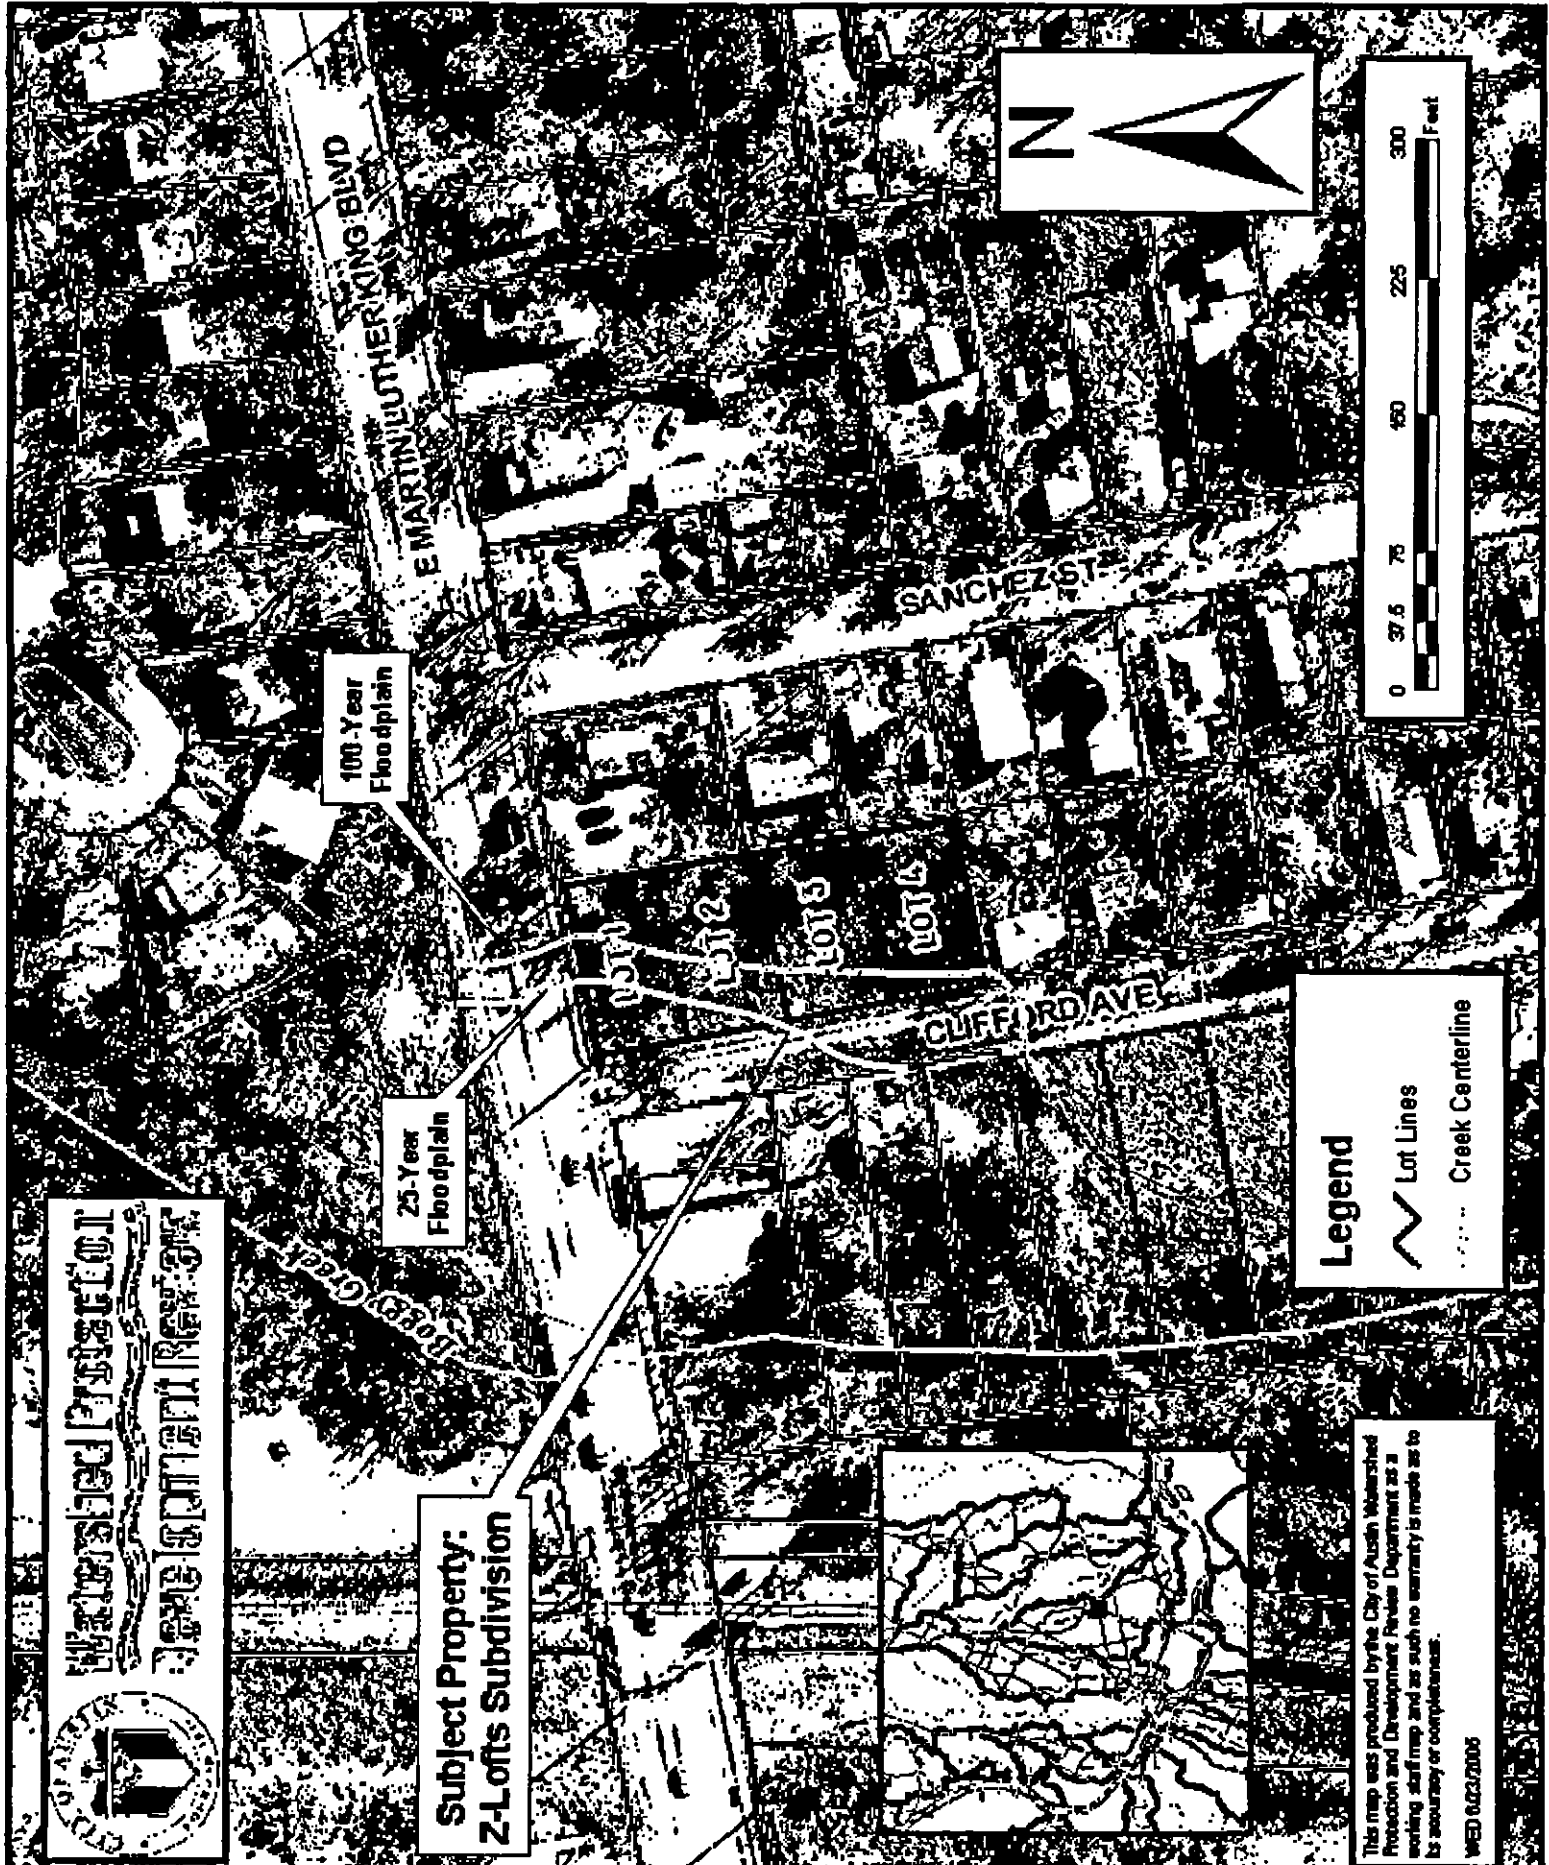 Watershed Protection
Development Review
Subject Property:
Z-Lofts Subdivision
25-Year
Floodplain
100-Year
Floodplain
Boggy Creek
E MARTIN LUTHER KING BLVD
SANCHEZ ST
CLIFFORD AVE
LOT 1
LOT 2
LOT 3
LOT 4
N
Legend
Lot Lines
Creek Centerline
0 37.5 75 150 225 300
Feet
This map was produced by the City of Austin Watershed
Protection and Development Review Department as a
working staff map and as such no warranty is made as to
its accuracy or completeness.